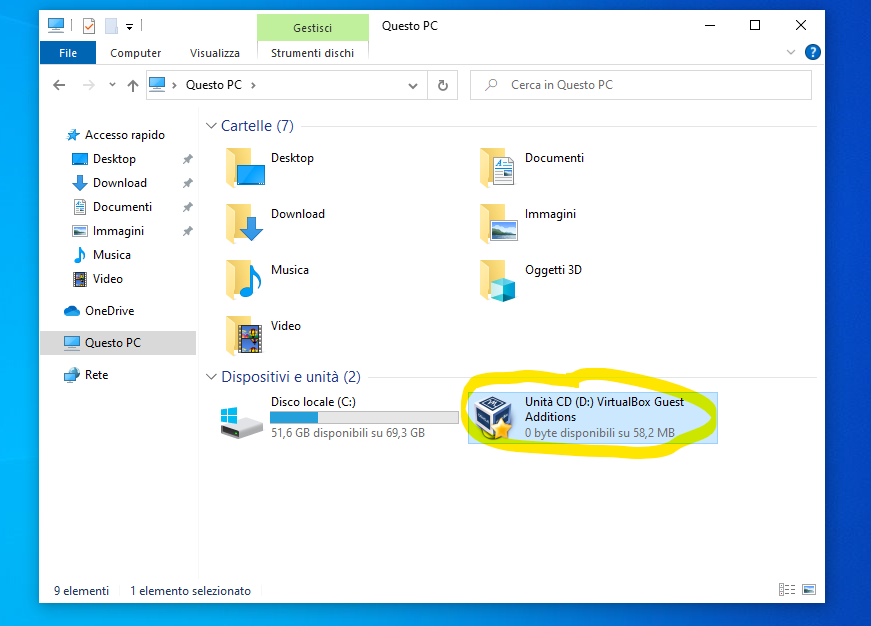 Gestisci
Questo PC
File
Computer
Visualizza
Strumenti dischi
Questo PC
Cerca in Questo PC
Accesso rapido
Desktop
Download
Documenti
Immagini
Musica
Video
OneDrive
Questo PC
Rete
Cartelle (7)
Desktop
Documenti
Download
Immagini
Musica
Oggetti 3D
Video
Dispositivi e unità (2)
Disco locale (C:)
51,6 GB disponibili su 69,3 GB
Unità CD (D:) VirtualBox Guest
Additions
0 byte disponibili su 58,2 MB
9 elementi
1 elemento selezionato